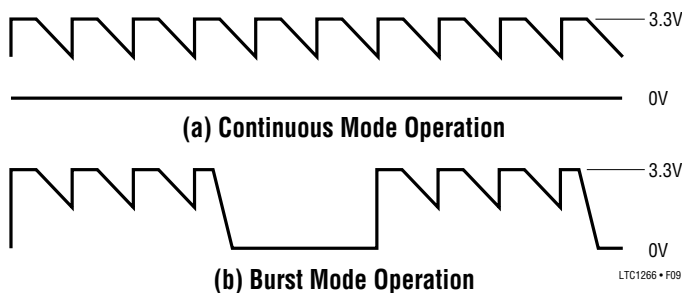 3.3V
0V
(a) Continuous Mode Operation
3.3V
0V
(b) Burst Mode Operation
LTC1266 • F09